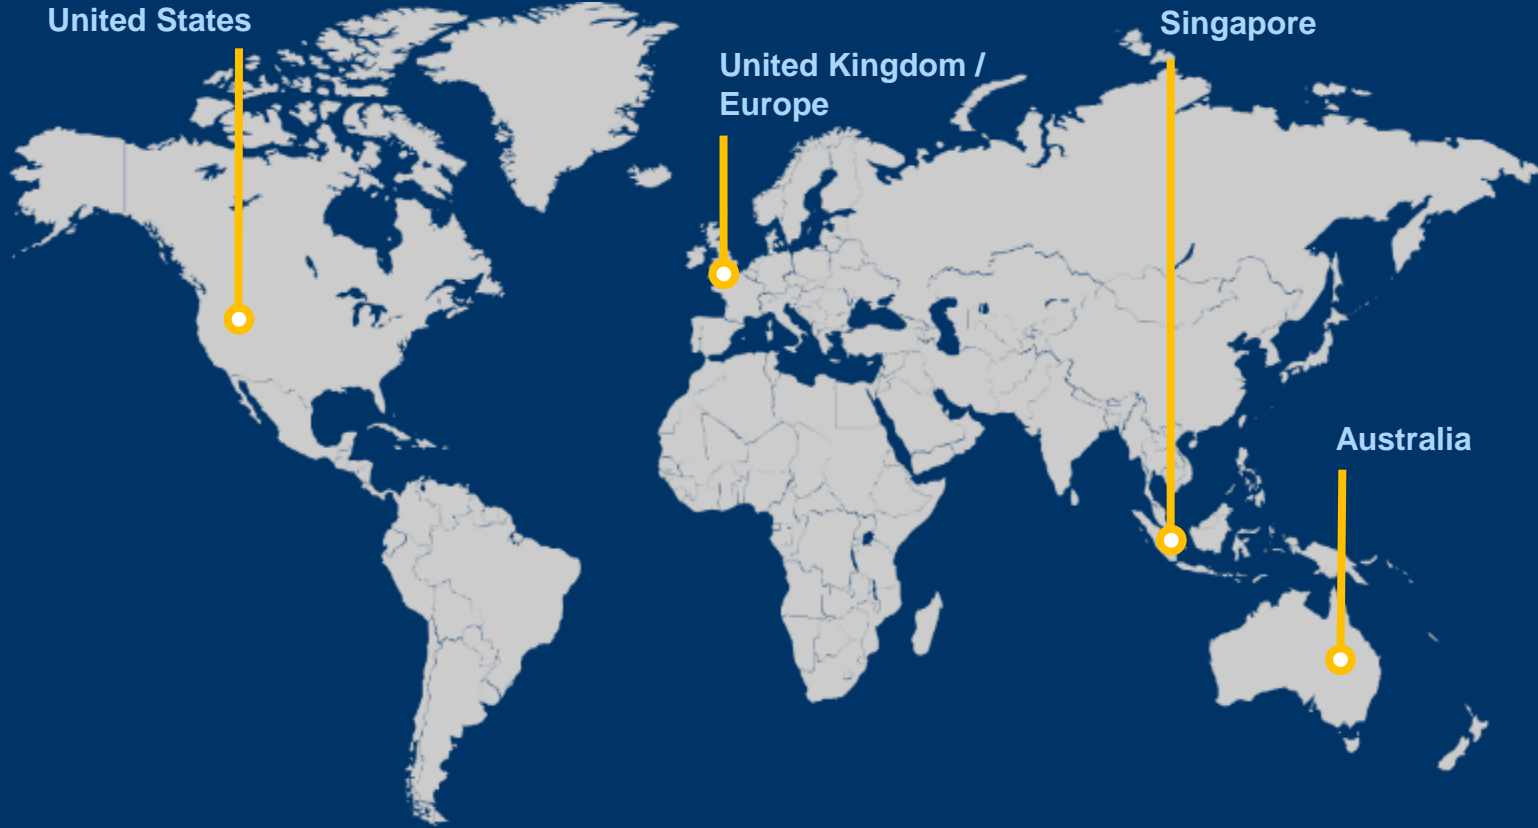 United States
Singapore
United Kingdom /
Europe
Australia